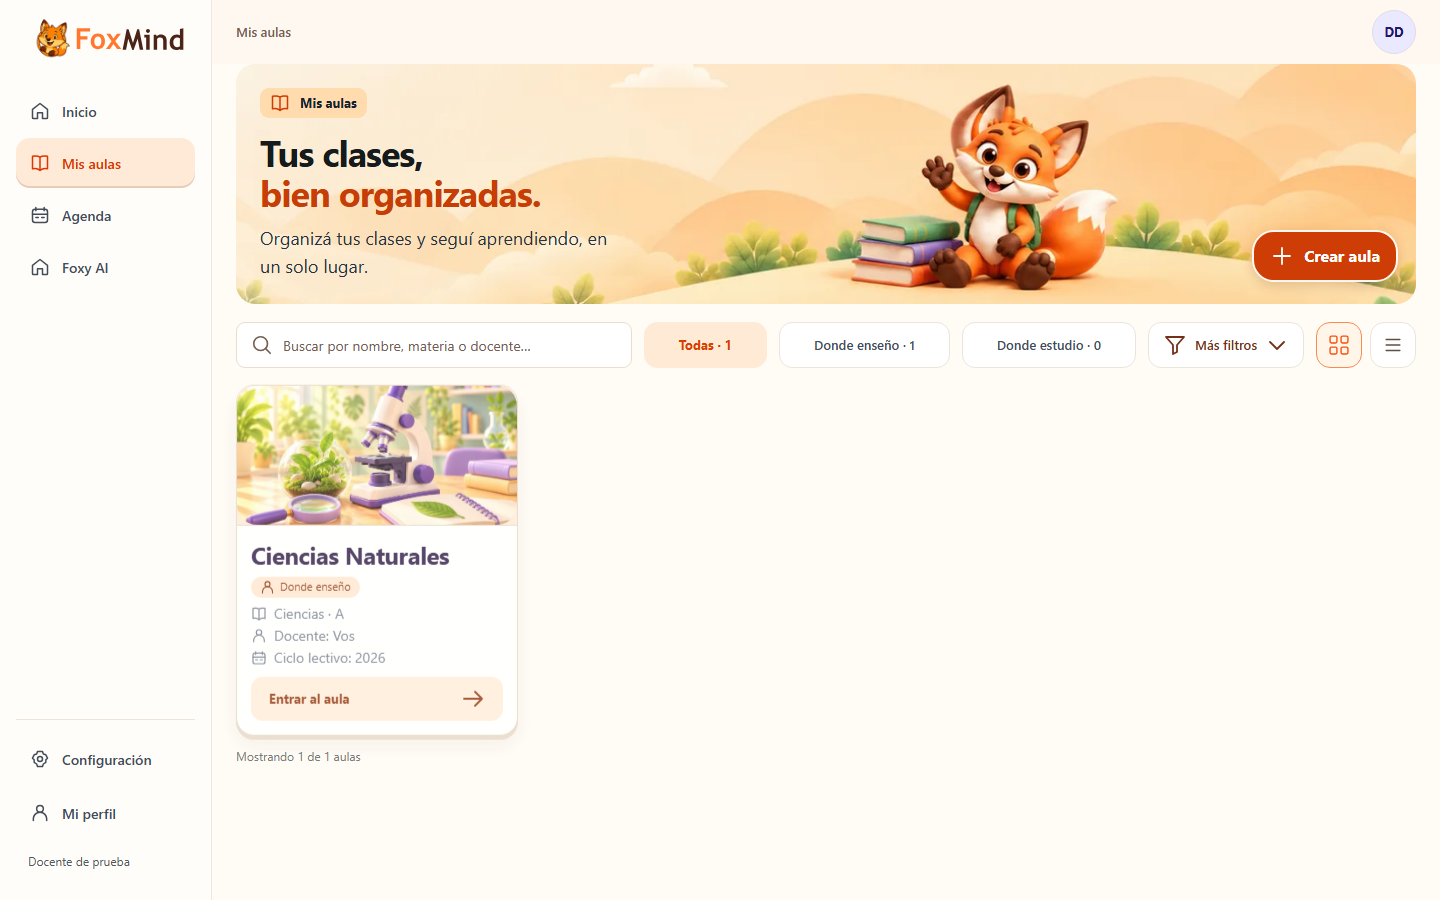 FoxMind
Inicio
Mis aulas
Agenda
Foxy AI
Configuración
Mi perfil
Docente de prueba
Mis aulas
DD
Mis aulas
Tus clases,
bien organizadas.
Organizá tus clases y seguí aprendiendo, en
un solo lugar.
Crear aula
Buscar por nombre, materia o docente...
Todas · 1
Donde enseño · 1
Donde estudio · 0
Más filtros
Ciencias Naturales
Donde enseño
Ciencias · A
Docente: Vos
Ciclo lectivo: 2026
Entrar al aula
Mostrando 1 de 1 aulas